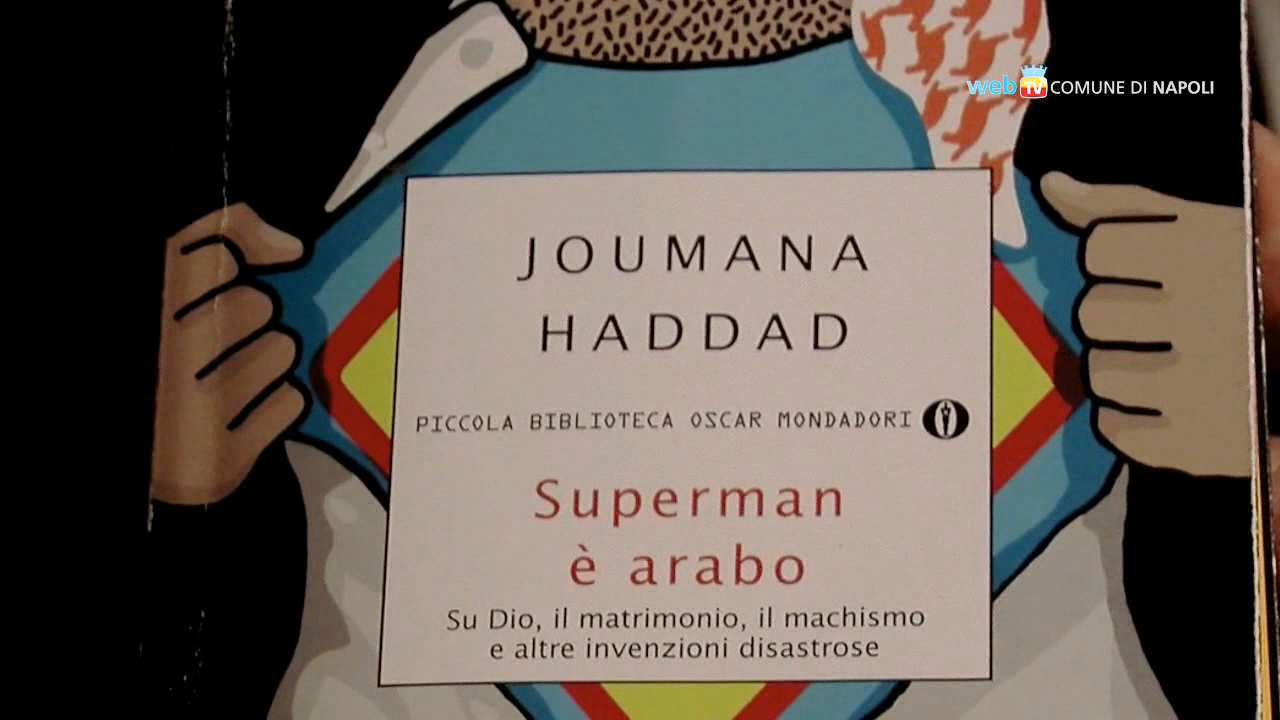 web TV COMUNE DI NAPOLI
JOUMANA
HADDAD
PICCOLA BIBLIOTECA OSCAR MONDADORI
Superman
è arabo
Su Dio, il matrimonio, il machismo
e altre invenzioni disastrose